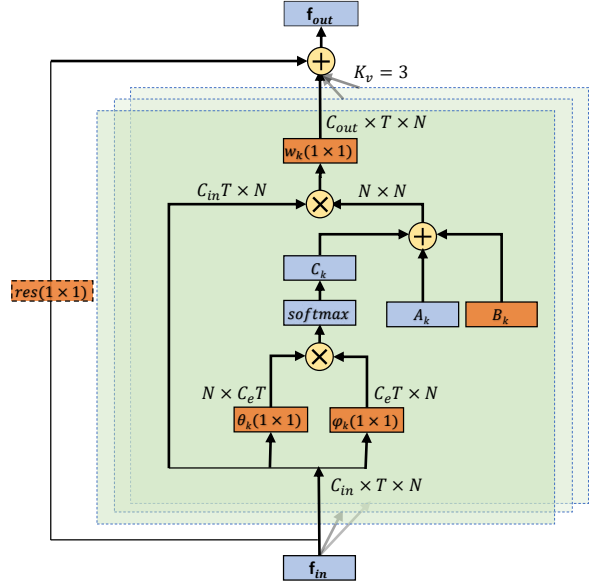 f_out
K_v = 3
C_out × T × N
w_k(1 × 1)
C_in T × N
N × N
C_k
res(1 × 1)
softmax
A_k
B_k
N × C_e T
C_e T × N
θ_k(1 × 1)
φ_k(1 × 1)
C_in × T × N
f_in